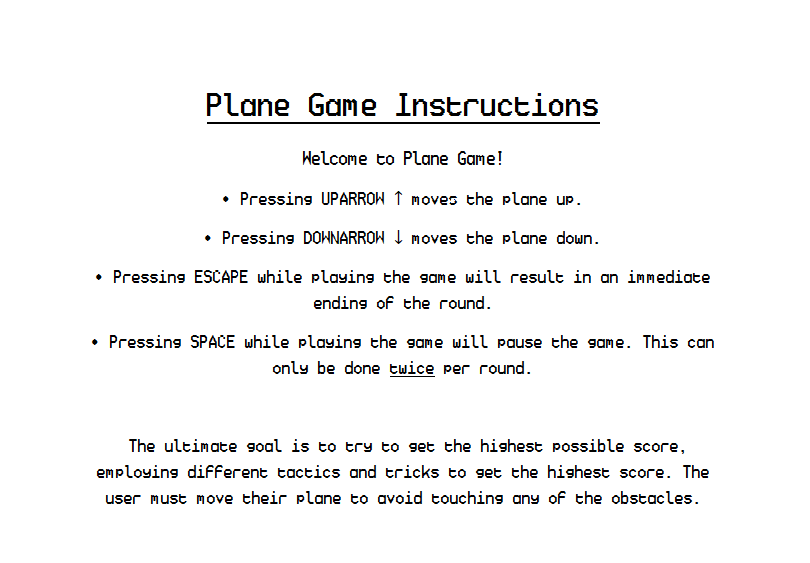 Plane Game Instructions
Welcome to Plane Game!
• Pressing UPARROW ↑ moves the plane up.
• Pressing DOWNARROW ↓ moves the plane down.
• Pressing ESCAPE while playing the game will result in an immediate
ending of the round.
• Pressing SPACE while playing the game will pause the game. This can
only be done twice per round.
The ultimate goal is to try to get the highest possible score,
employing different tactics and tricks to get the highest score. The
user must move their plane to avoid touching any of the obstacles.